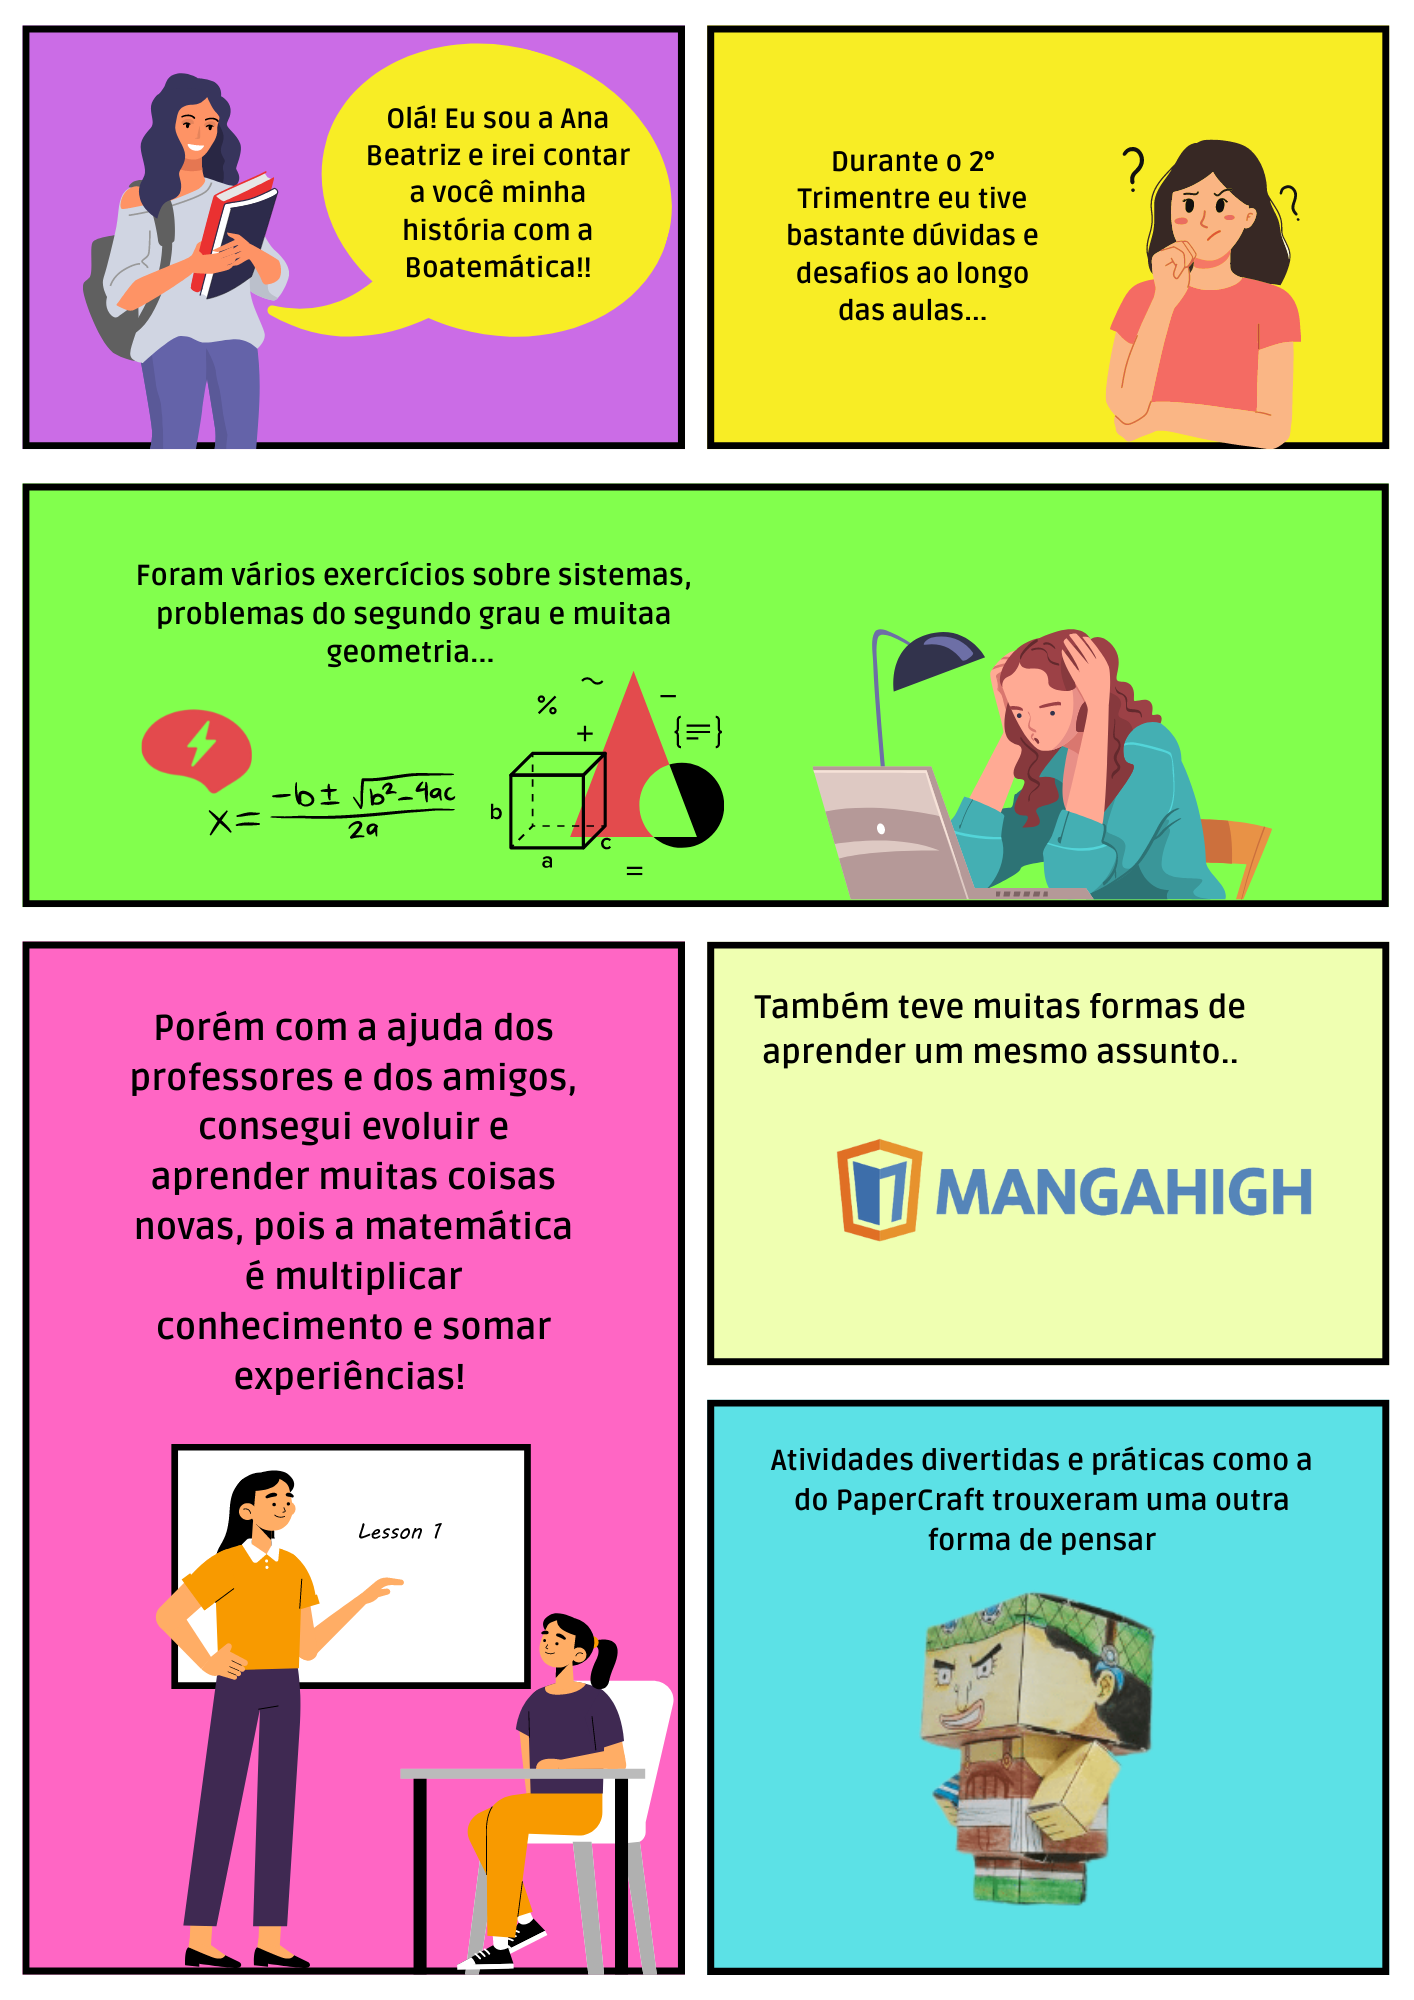 Olá! Eu sou a Ana
Beatriz e irei contar
a você minha
história com a
Boatemática!!
Durante o 2°
Trimentre eu tive
bastante dúvidas e
desafios ao longo
das aulas...
?
?
Foram vários exercícios sobre sistemas,
problemas do segundo grau e muitaa
geometria...
x = -b ± √b²-4ac
2a
% ~ + − {=}
b
a
c
=
Porém com a ajuda dos
professores e dos amigos,
consegui evoluir e
aprender muitas coisas
novas, pois a matemática
é multiplicar
conhecimento e somar
experiências!
Lesson 1
Também teve muitas formas de
aprender um mesmo assunto..
MANGAHIGH
Atividades divertidas e práticas como a
do PaperCraft trouxeram uma outra
forma de pensar